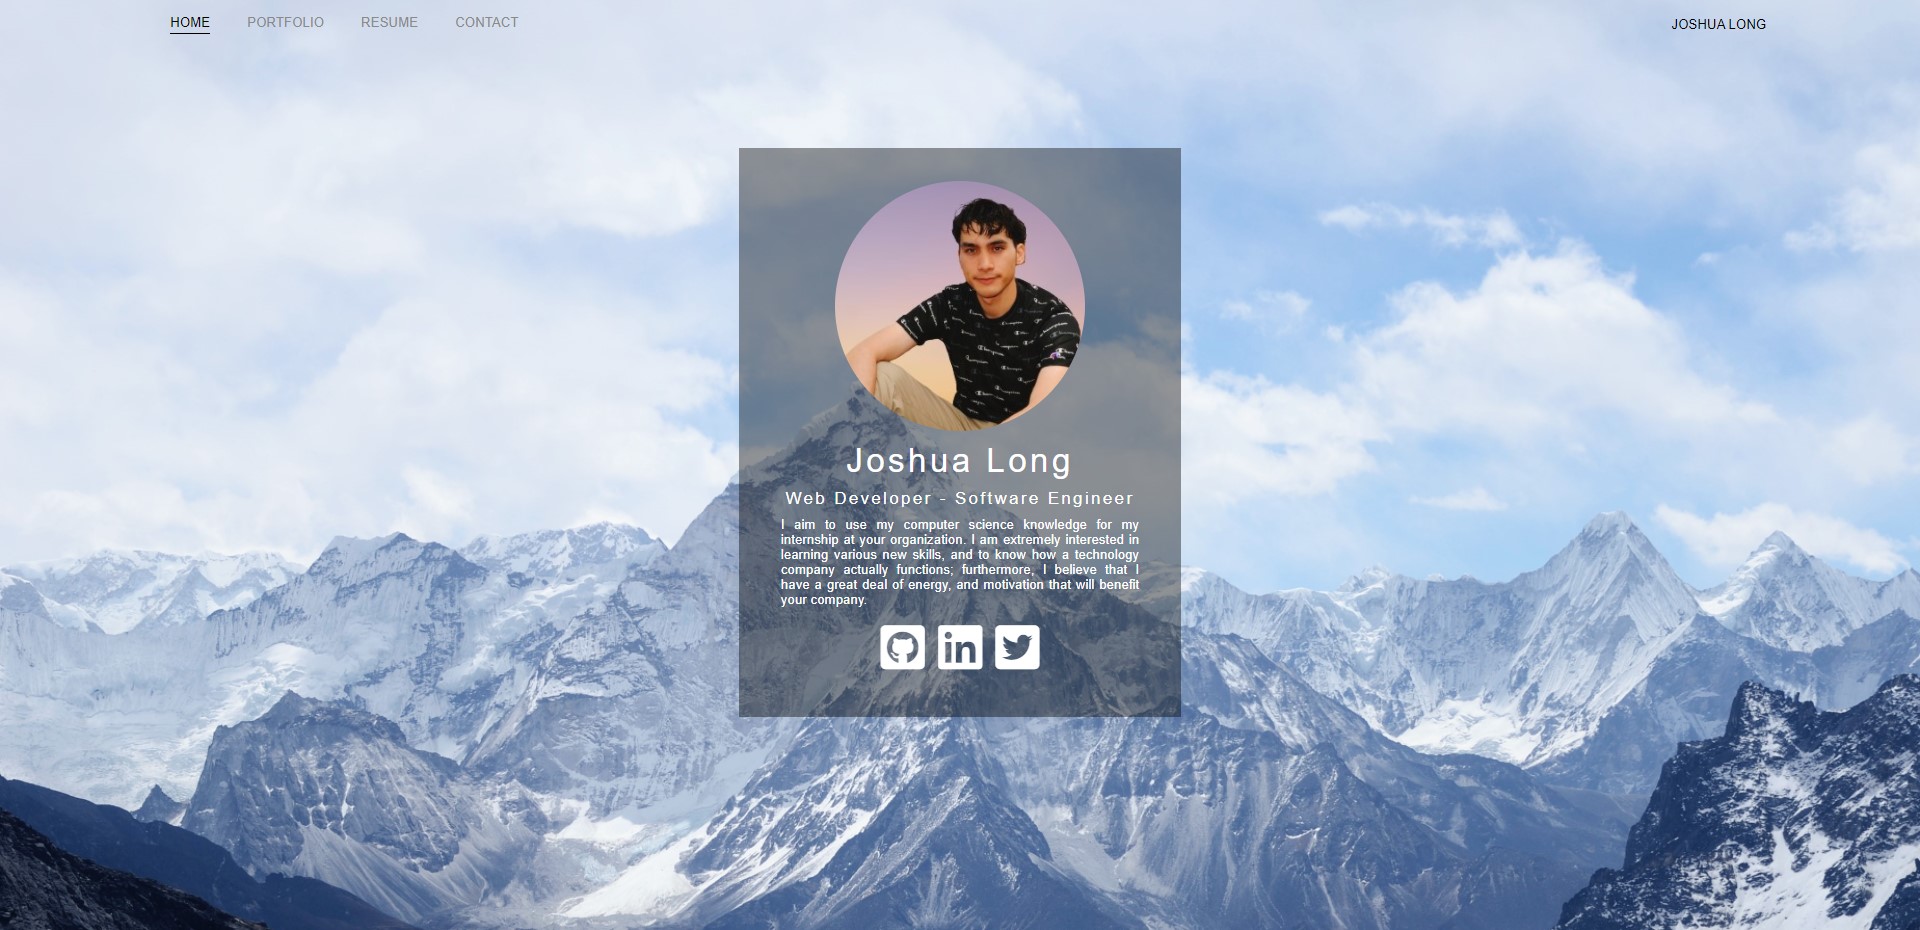 HOME PORTFOLIO RESUME CONTACT JOSHUA LONG
Joshua Long
Web Developer - Software Engineer
I aim to use my computer science knowledge for my
internship at your organization. I am extremely interested in
learning various new skills, and to know how a technology
company actually functions; furthermore, I believe that I
have a great deal of energy, and motivation that will benefit
your company.
in